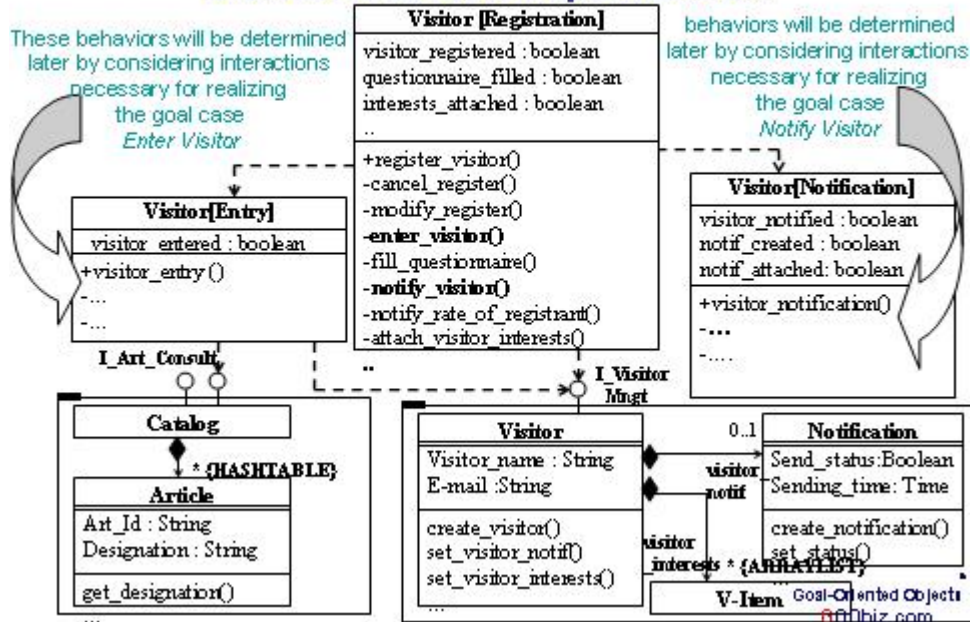 These behaviors will be determined
later by considering interactions
necessary for realizing
the goal case
Enter Visitor
Visitor [Registration]
visitor_registered : boolean
questionnaire_filled : boolean
interests_attached : boolean
..
+register_visitor()
-cancel_register()
-modify_register()
-enter_visitor()
-fill_questionnaire()
-notify_visitor()
-notify_rate_of_registrant()
-attach_visitor_interests()
..
behaviors will be determined
later by considering interactions
necessary for realizing
the goal case
Notify Visitor
Visitor[Entry]
visitor_entered : boolean
+visitor_entry()
-...
-...
Visitor[Notification]
visitor_notified : boolean
notif_created : boolean
notif_attached: boolean
+visitor_notification()
-...
-....
I_Art_Consult
I_Visitor
Mngt
Catalog
* {HASHTABLE}
Article
Art_Id : String
Designation : String
get_designation()
...
Visitor
Visitor_name : String
E-mail :String
create_visitor()
set_visitor_notif()
set_visitor_interests()
...
0..1
visitor
notif
visitor
_interests * {ARRAYLIST}
Notification
Send_status:Boolean
-Sending_time: Time
create_notification()
set_status()
...
V-Item
Goal-Oriented Objects